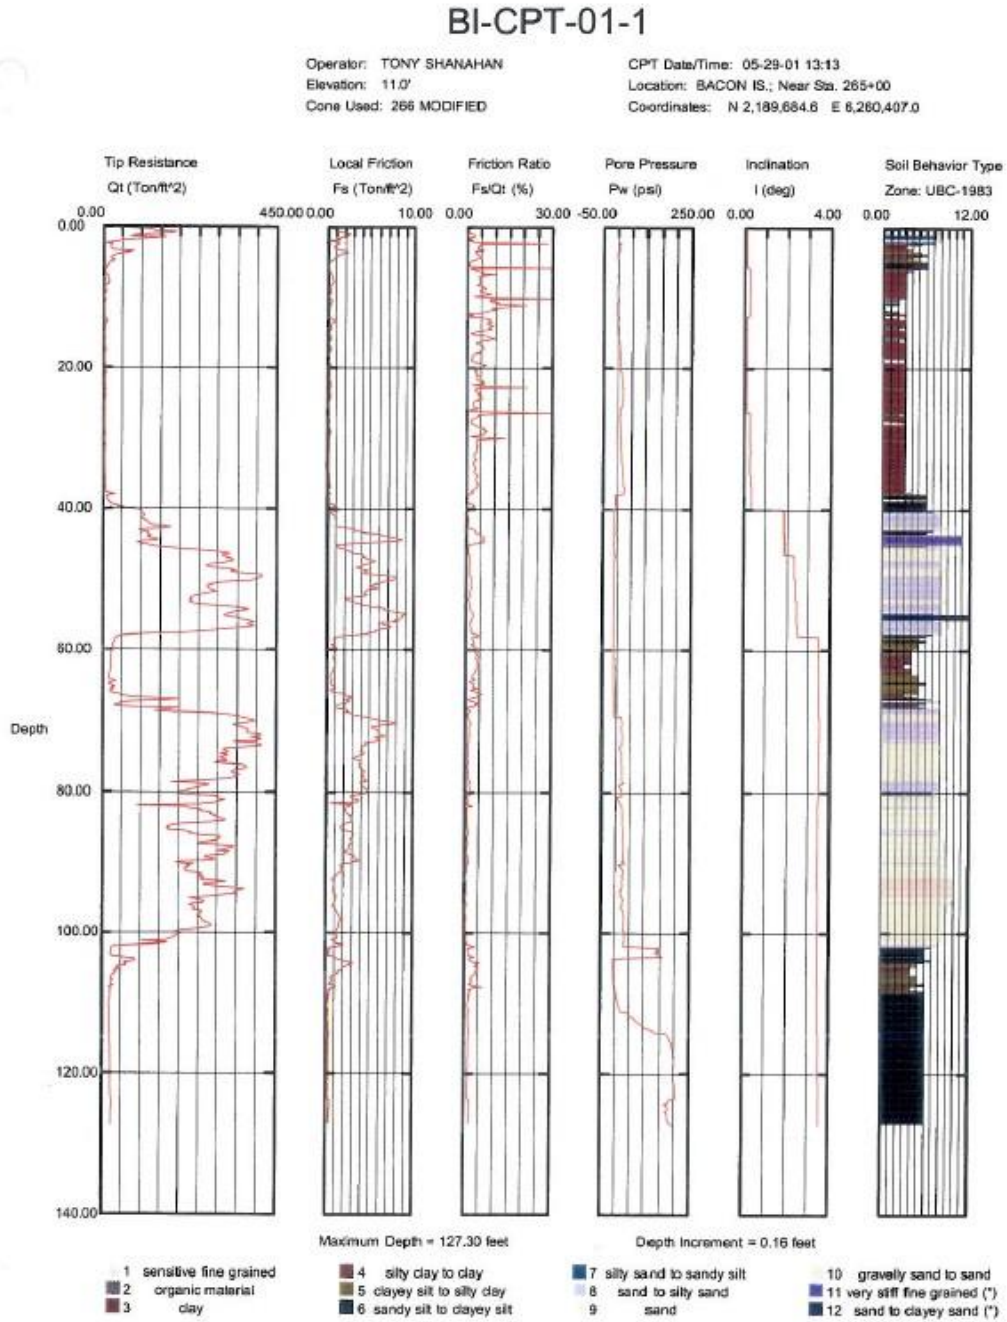 BI-CPT-01-1
Operator: TONY SHANAHAN CPT Date/Time: 05-29-01 13:13
Elevation: 11.0' Location: BACON IS.; Near Sta. 265+00
Cone Used: 266 MODIFIED Coordinates: N 2,189,684.6 E 6,260,407.0
Tip Resistance Local Friction Friction Ratio Pore Pressure Inclination Soil Behavior Type
Qt (Ton/ft^2) Fs (Ton/ft^2) Fs/Qt (%) Pw (psi) I (deg) Zone: UBC-1983
0.00 450.00 0.00 10.00 0.00 30.00 -50.00 250.00 0.00 4.00 0.00 12.00
0.00
20.00
40.00
60.00
Depth
80.00
100.00
120.00
140.00
Maximum Depth = 127.30 feet Depth Increment = 0.16 feet
1 sensitive fine grained 4 silty clay to clay 7 silty sand to sandy silt 10 gravelly sand to sand
2 organic material 5 clayey silt to silty clay 8 sand to silty sand 11 very stiff fine grained (*)
3 clay 6 sandy silt to clayey silt 9 sand 12 sand to clayey sand (*)